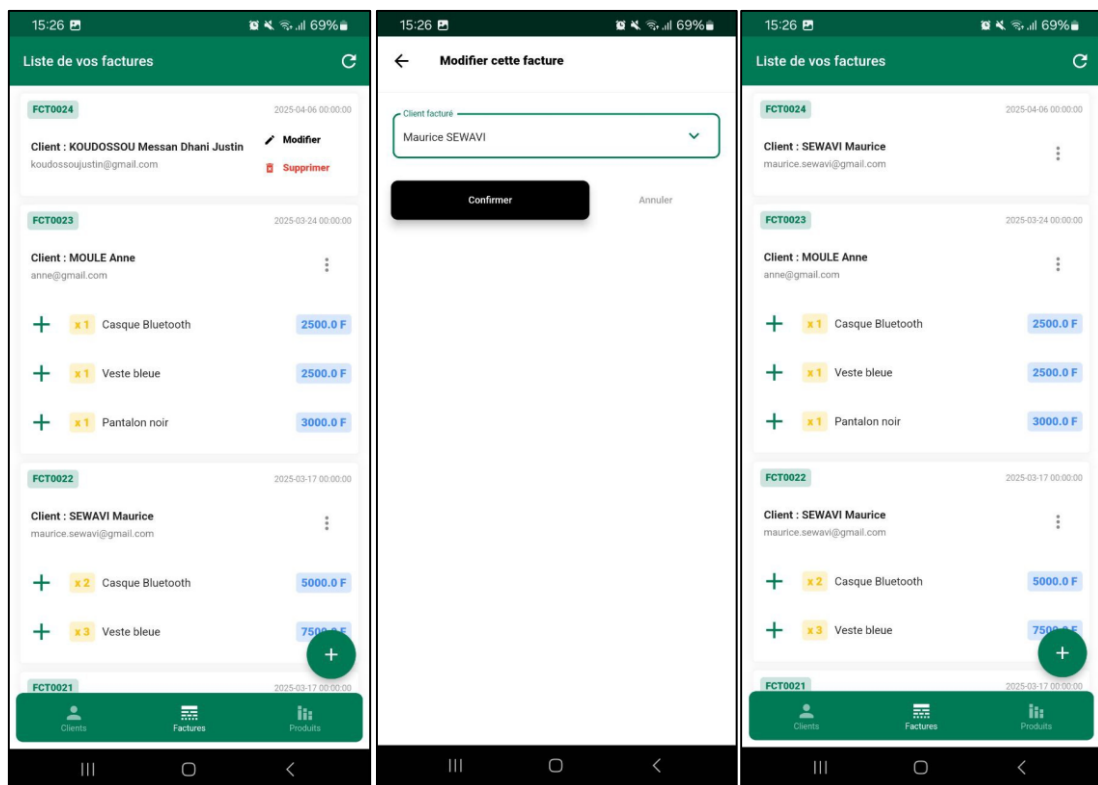 15:26 69%
Liste de vos factures
FCT0024 2025-04-06 00:00:00
Client : KOUDOSSOU Messan Dhani Justin Modifier
koudossoujustin@gmail.com
Supprimer
FCT0023 2025-03-24 00:00:00
Client : MOULE Anne
anne@gmail.com
x 1 Casque Bluetooth 2500.0 F
x 1 Veste bleue 2500.0 F
x 1 Pantalon noir 3000.0 F
FCT0022 2025-03-17 00:00:00
Client : SEWAVI Maurice
maurice.sewavi@gmail.com
x 2 Casque Bluetooth 5000.0 F
x 3 Veste bleue
+
FCT0021 2025-03-17 00:00:00
Clients Factures Produits
15:26 69%
Modifier cette facture
Client facturé
Maurice SEWAVI
Confirmer Annuler
15:26 69%
Liste de vos factures
FCT0024 2025-04-06 00:00:00
Client : SEWAVI Maurice
maurice.sewavi@gmail.com
FCT0023 2025-03-24 00:00:00
Client : MOULE Anne
anne@gmail.com
x 1 Casque Bluetooth 2500.0 F
x 1 Veste bleue 2500.0 F
x 1 Pantalon noir 3000.0 F
FCT0022 2025-03-17 00:00:00
Client : SEWAVI Maurice
maurice.sewavi@gmail.com
x 2 Casque Bluetooth 5000.0 F
x 3 Veste bleue
+
FCT0021 2025-03-17 00:00:00
Clients Factures Produits